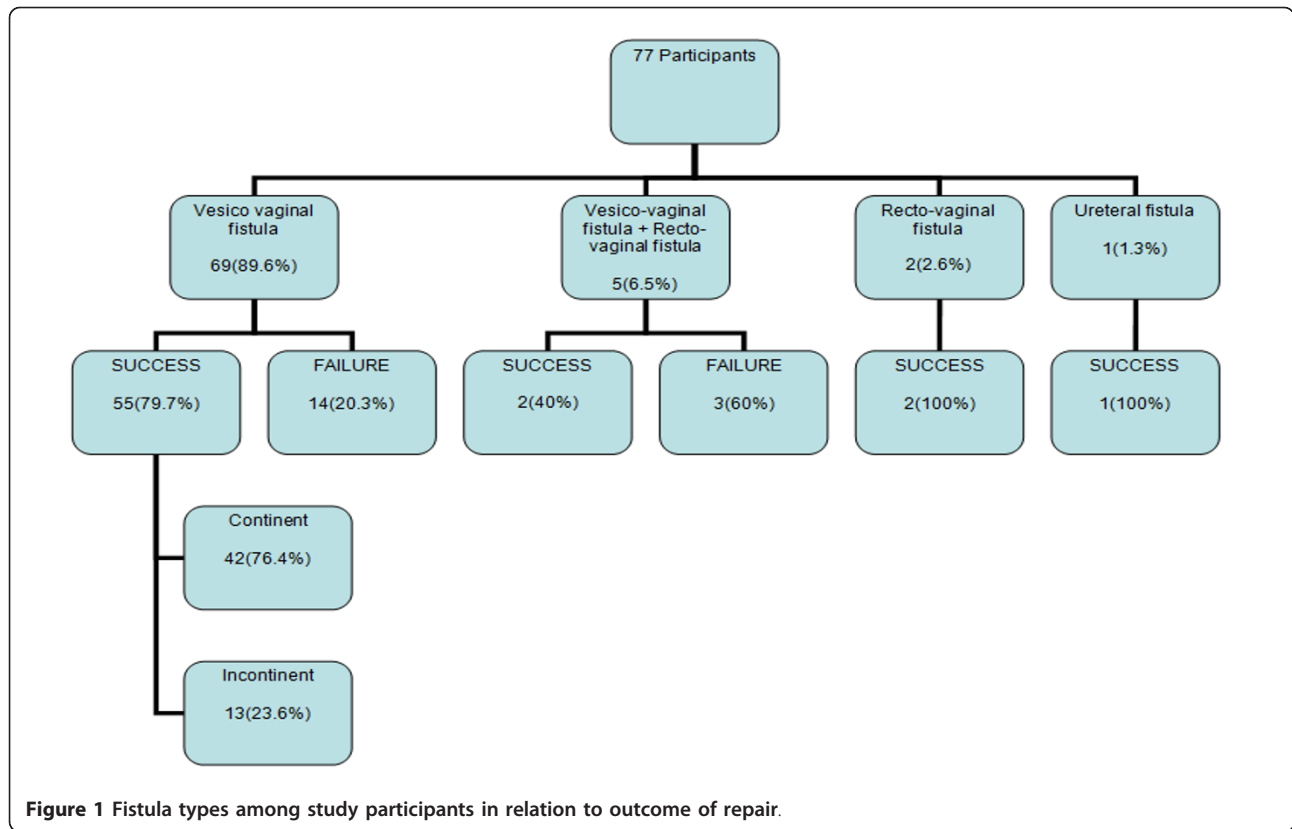 77 Participants
Vesico vaginal
fistula
69(89.6%)
Vesico-vaginal
fistula + Recto-
vaginal fistula
5(6.5%)
Recto-vaginal
fistula
2(2.6%)
Ureteral fistula
1(1.3%)
SUCCESS
55(79.7%)
FAILURE
14(20.3%)
SUCCESS
2(40%)
FAILURE
3(60%)
SUCCESS
2(100%)
SUCCESS
1(100%)
Continent
42(76.4%)
Incontinent
13(23.6%)
Figure 1 Fistula types among study participants in relation to outcome of repair.